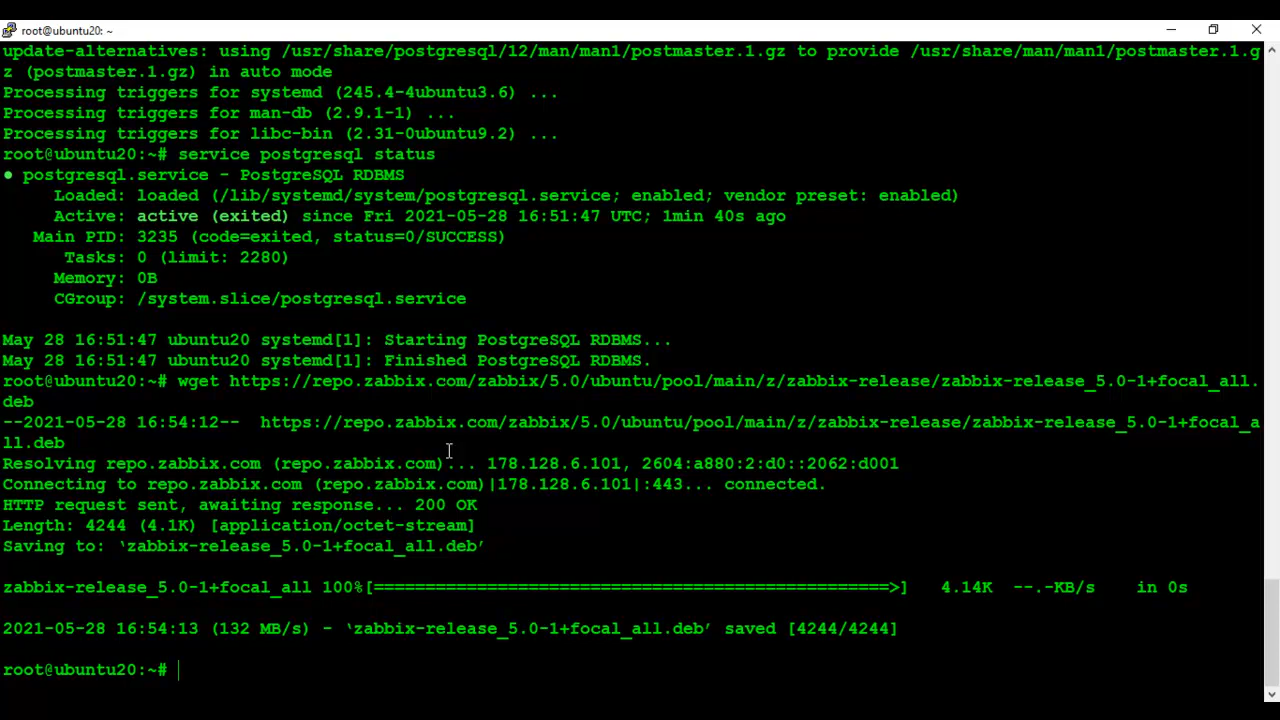 root@ubuntu20: ~
update-alternatives: using /usr/share/postgresql/12/man/man1/postmaster.1.gz to provide /usr/share/man/man1/postmaster.1.g
z (postmaster.1.gz) in auto mode
Processing triggers for systemd (245.4-4ubuntu3.6) ...
Processing triggers for man-db (2.9.1-1) ...
Processing triggers for libc-bin (2.31-0ubuntu9.2) ...
root@ubuntu20:~# service postgresql status
● postgresql.service - PostgreSQL RDBMS
     Loaded: loaded (/lib/systemd/system/postgresql.service; enabled; vendor preset: enabled)
     Active: active (exited) since Fri 2021-05-28 16:51:47 UTC; 1min 40s ago
   Main PID: 3235 (code=exited, status=0/SUCCESS)
      Tasks: 0 (limit: 2280)
     Memory: 0B
     CGroup: /system.slice/postgresql.service

May 28 16:51:47 ubuntu20 systemd[1]: Starting PostgreSQL RDBMS...
May 28 16:51:47 ubuntu20 systemd[1]: Finished PostgreSQL RDBMS.
root@ubuntu20:~# wget https://repo.zabbix.com/zabbix/5.0/ubuntu/pool/main/z/zabbix-release/zabbix-release_5.0-1+focal_all.
deb
--2021-05-28 16:54:12--  https://repo.zabbix.com/zabbix/5.0/ubuntu/pool/main/z/zabbix-release/zabbix-release_5.0-1+focal_a
ll.deb
Resolving repo.zabbix.com (repo.zabbix.com)... 178.128.6.101, 2604:a880:2:d0::2062:d001
Connecting to repo.zabbix.com (repo.zabbix.com)|178.128.6.101|:443... connected.
HTTP request sent, awaiting response... 200 OK
Length: 4244 (4.1K) [application/octet-stream]
Saving to: ‘zabbix-release_5.0-1+focal_all.deb’

zabbix-release_5.0-1+focal_all 100%[==================================================>]   4.14K  --.-KB/s    in 0s

2021-05-28 16:54:13 (132 MB/s) - ‘zabbix-release_5.0-1+focal_all.deb’ saved [4244/4244]

root@ubuntu20:~#